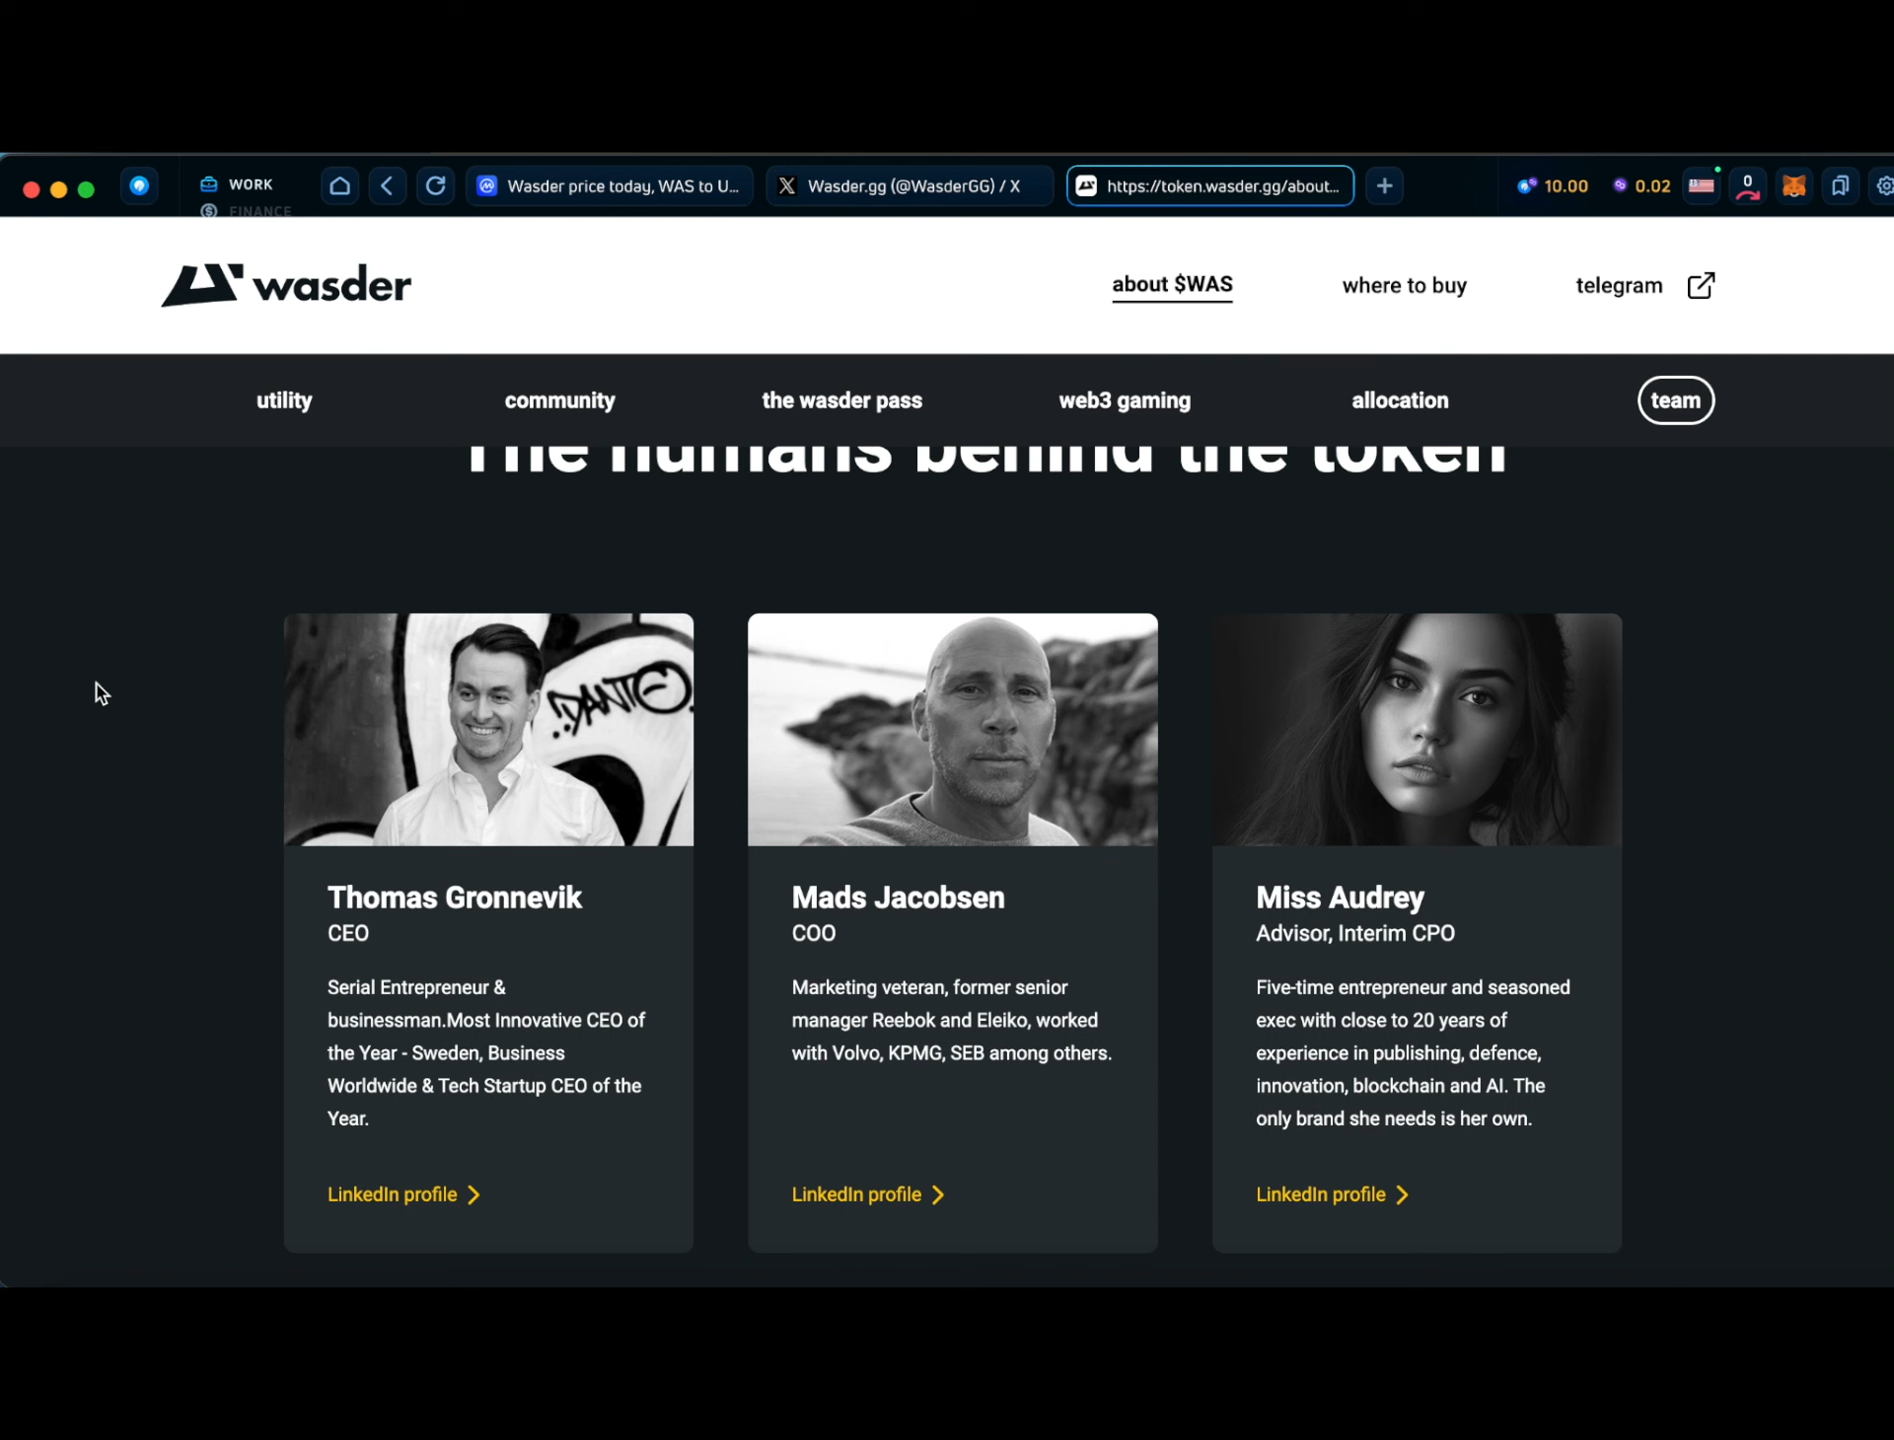 WORK
FINANCE
Wasder price today, WAS to U...
Wasder.gg (@WasderGG) / X
https://token.wasder.gg/about...
10.00
0.02
0
wasder
about $WAS
where to buy
telegram
utility
community
the wasder pass
web3 gaming
allocation
team
The humans behind the token
DANTE
Thomas Gronnevik
CEO
Serial Entrepreneur &
businessman.Most Innovative CEO of
the Year - Sweden, Business
Worldwide & Tech Startup CEO of the
Year.
LinkedIn profile
Mads Jacobsen
COO
Marketing veteran, former senior
manager Reebok and Eleiko, worked
with Volvo, KPMG, SEB among others.
LinkedIn profile
Miss Audrey
Advisor, Interim CPO
Five-time entrepreneur and seasoned
exec with close to 20 years of
experience in publishing, defence,
innovation, blockchain and AI. The
only brand she needs is her own.
LinkedIn profile